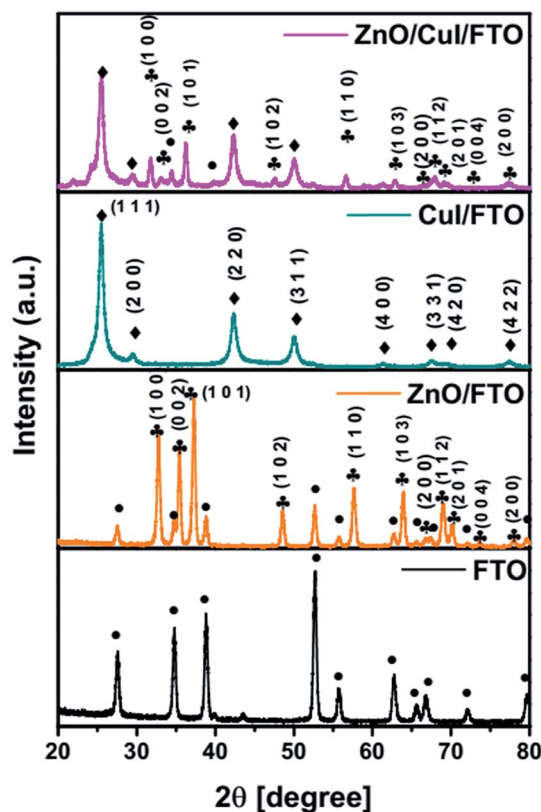 ZnO/CuI/FTO
(1 0 0)
(0 0 2)
(1 0 1)
(1 0 2)
(1 1 0)
(1 0 3)
(2 0 0)
(1 1 2)
(2 0 1)
(0 0 4)
(2 0 0)
CuI/FTO
(1 1 1)
(2 0 0)
(2 2 0)
(3 1 1)
(4 0 0)
(3 3 1)
(4 2 0)
(4 2 2)
ZnO/FTO
(1 0 0)
(0 0 2)
(1 0 1)
(1 0 2)
(1 1 0)
(1 0 3)
(2 0 0)
(1 1 2)
(2 0 1)
(0 0 4)
(2 0 0)
FTO
Intensity (a.u.)
20 30 40 50 60 70 80
2θ [degree]